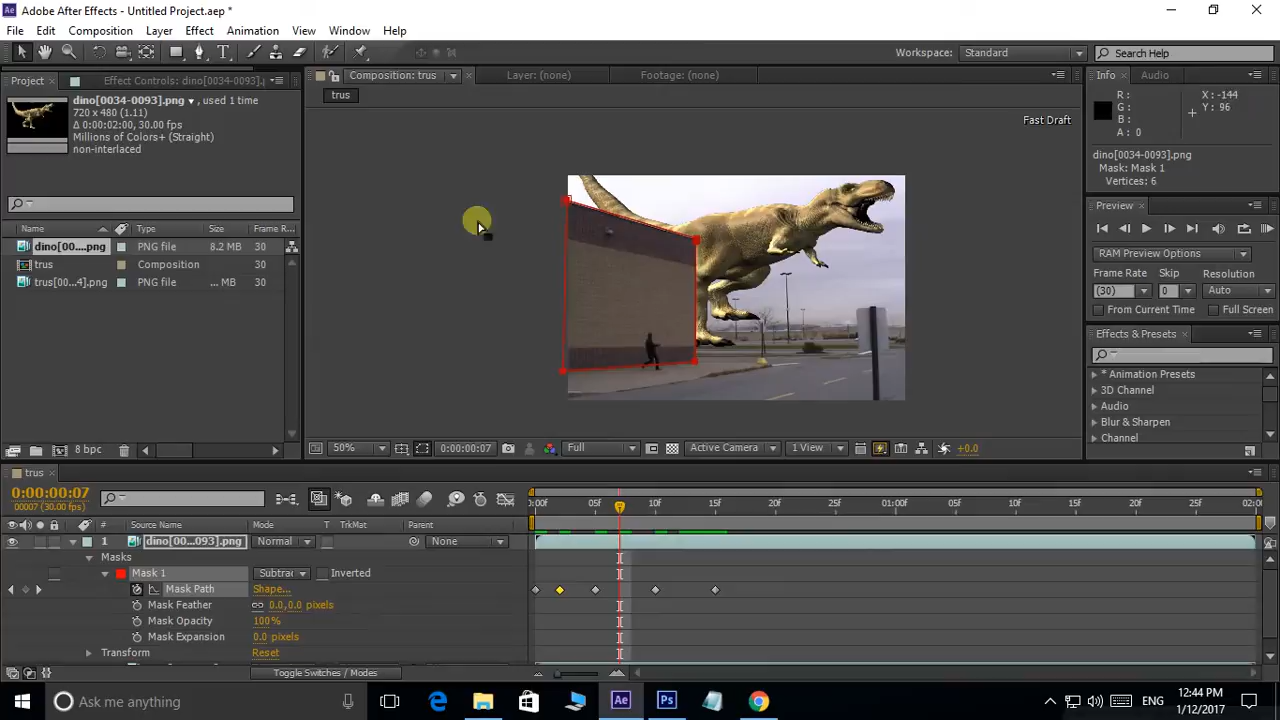 Adobe After Effects - Untitled Project.aep *
File Edit Composition Layer Effect Animation View Window Help
Workspace: Standard Search Help
Project Effect Controls: dino[0034-0093].
Composition: trus Layer: (none) Footage: (none)
Info Audio
trus
dino[0034-0093].png , used 1 time
720 x 480 (1.11)
Δ 0:00:02:00, 30.00 fps
Millions of Colors+ (Straight)
non-interlaced
Fast Draft
R :
G :
B :
A : 0
X : -144
Y : 96
dino[0034-0093].png
Mask: Mask 1
Vertices: 6
Preview
RAM Preview Options
Frame Rate Skip Resolution
(30) 0 Auto
From Current Time Full Screen
Effects & Presets
* Animation Presets
3D Channel
Audio
Blur & Sharpen
Channel
Name Type Size Frame R...
dino[00....png PNG file 8.2 MB 30
trus Composition 30
trus[00...4].png PNG file ... MB 30
8 bpc
50% 0:00:00:07 Full Active Camera 1 View +0.0
trus
0:00:00:07
00007 (30.00 fps)
:00F 05F 10F 15F 20F 25F 01:00F 05F 10F 15F 20F 25F 02:0
# Source Name Mode T TrkMat Parent
1 dino[00...093].png Normal None
Masks
Mask 1 Subtrac Inverted
Mask Path Shape...
Mask Feather 0.0,0.0 pixels
Mask Opacity 100%
Mask Expansion 0.0 pixels
Transform Reset
Toggle Switches / Modes
Ask me anything
ENG
12:44 PM
1/12/2017